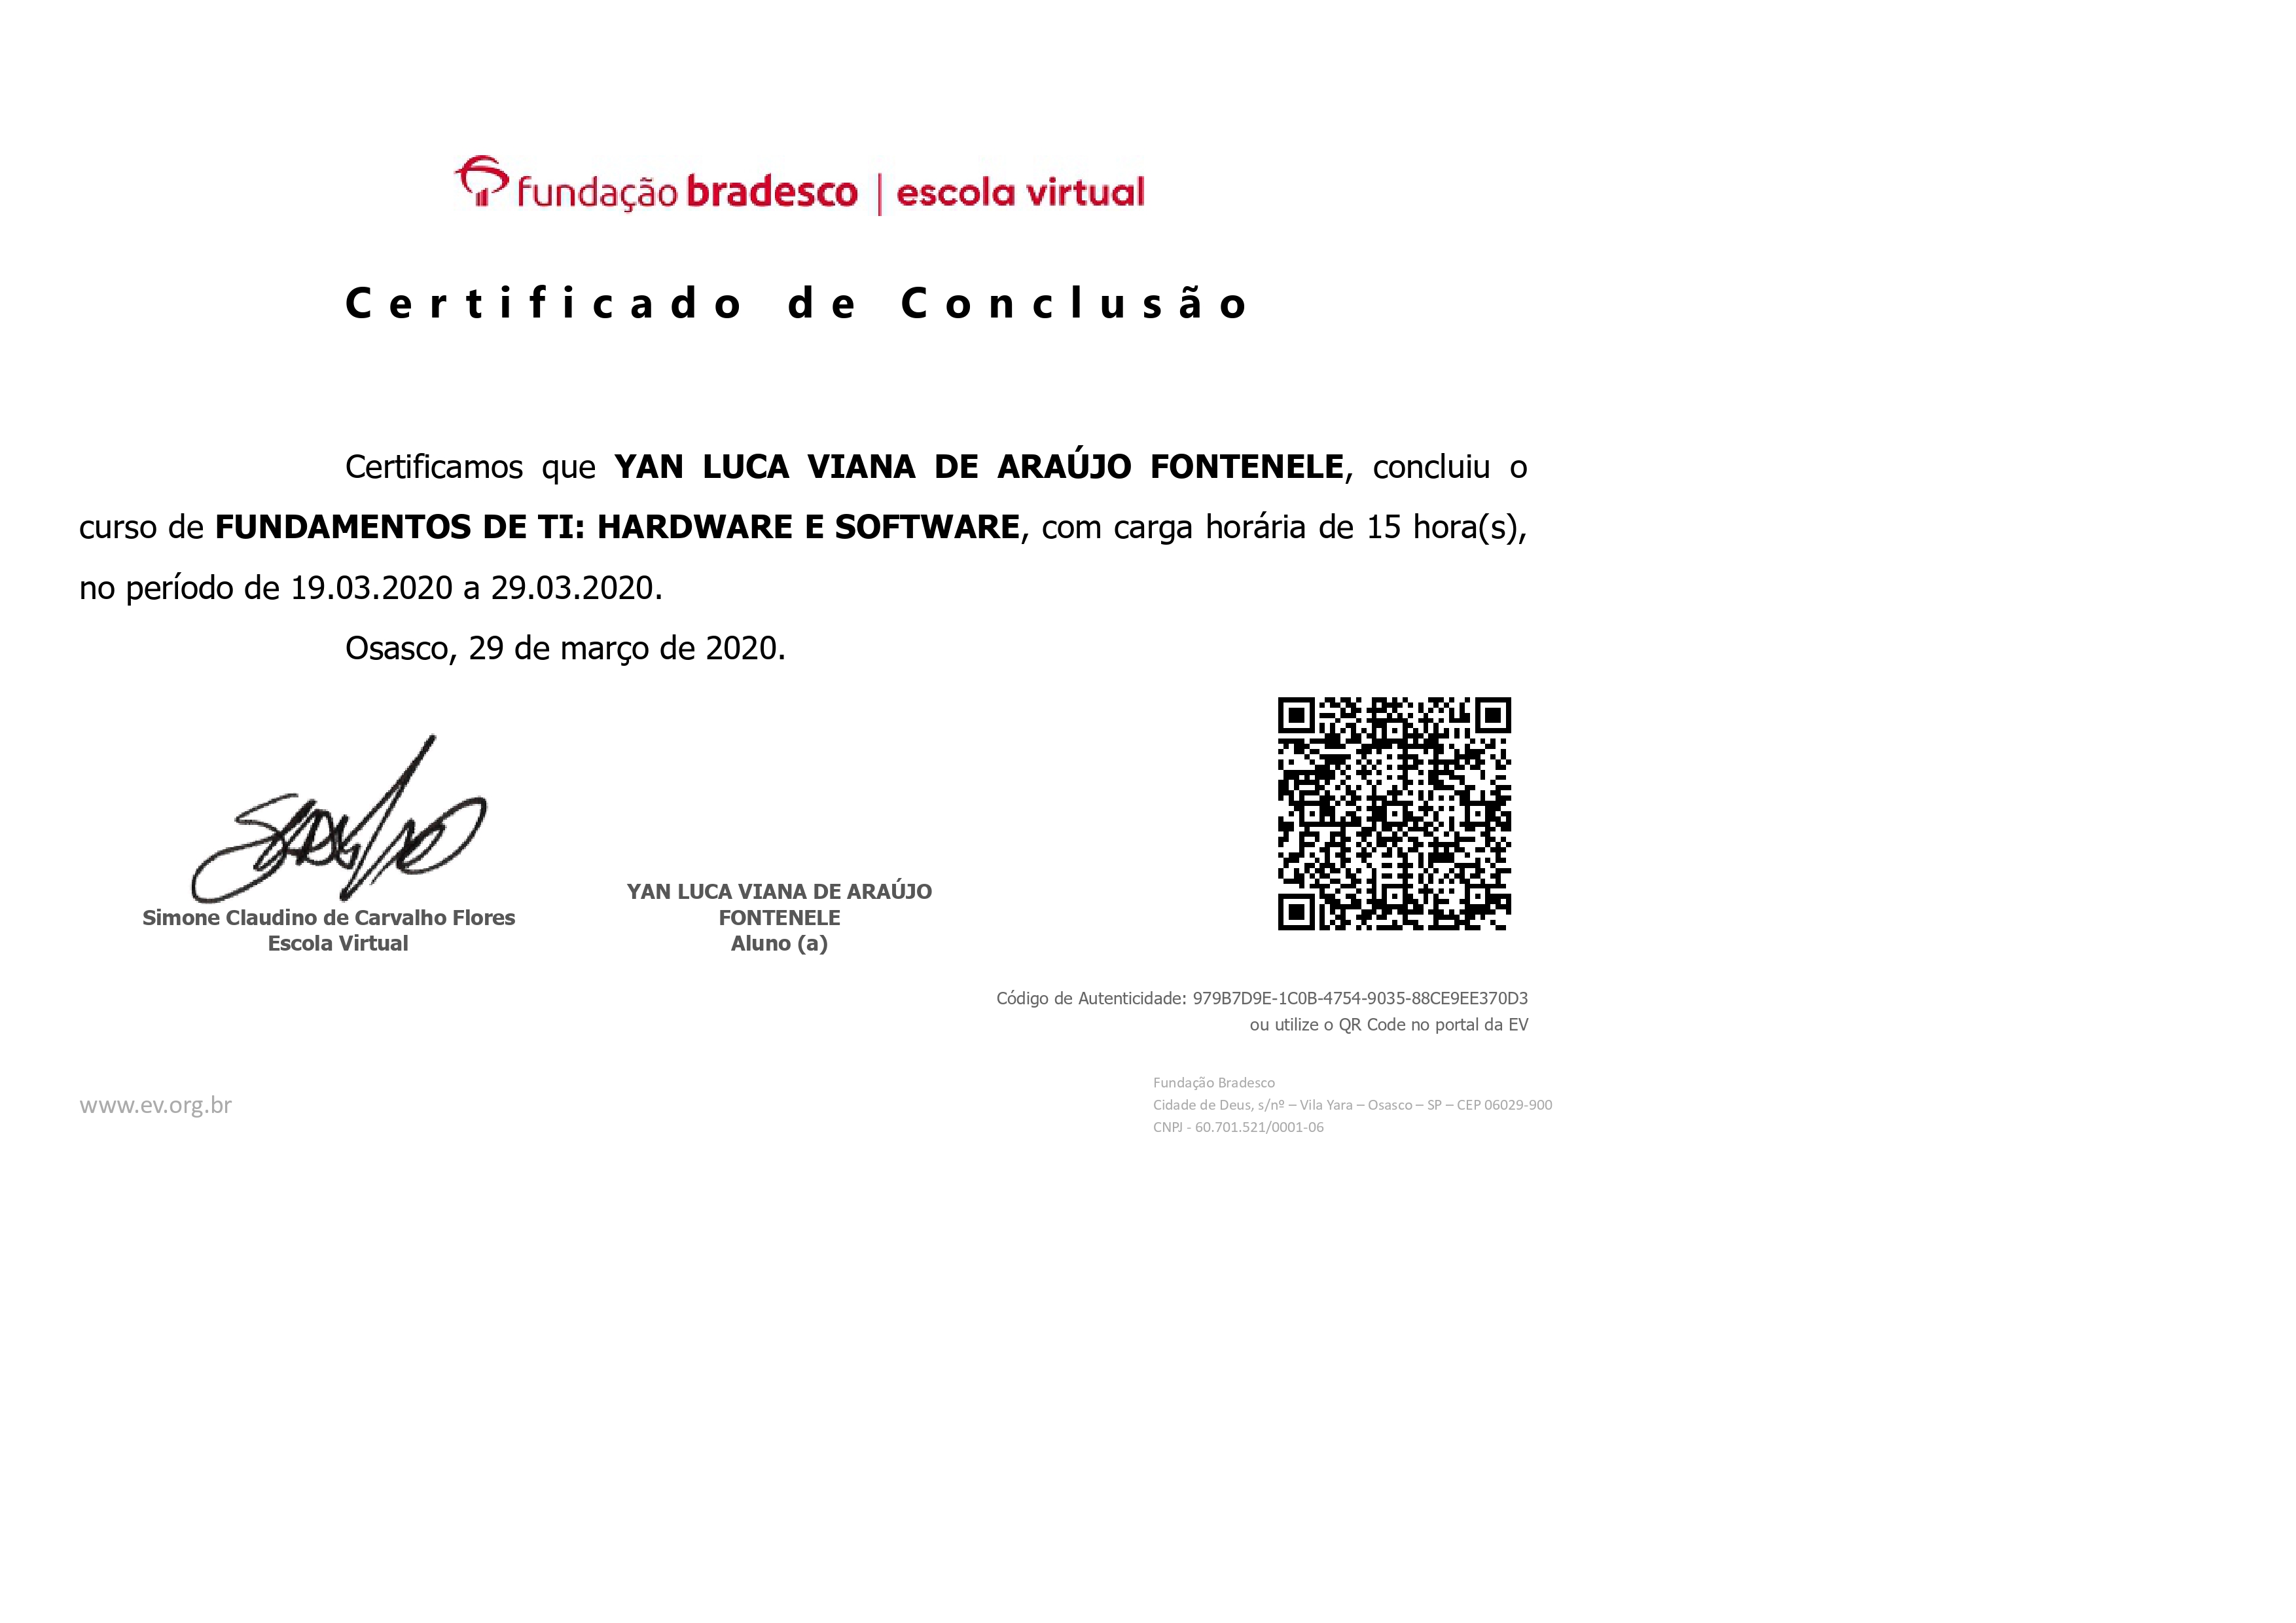 fundação bradesco | escola virtual
Certificado de Conclusão
Certificamos que YAN LUCA VIANA DE ARAÚJO FONTENELE, concluiu o
curso de FUNDAMENTOS DE TI: HARDWARE E SOFTWARE, com carga horária de 15 hora(s),
no período de 19.03.2020 a 29.03.2020.
Osasco, 29 de março de 2020.
Simone Claudino de Carvalho Flores
Escola Virtual
YAN LUCA VIANA DE ARAÚJO
FONTENELE
Aluno (a)
Código de Autenticidade: 979B7D9E-1C0B-4754-9035-88CE9EE370D3
ou utilize o QR Code no portal da EV
www.ev.org.br
Fundação Bradesco
Cidade de Deus, s/nº – Vila Yara – Osasco – SP – CEP 06029-900
CNPJ - 60.701.521/0001-06